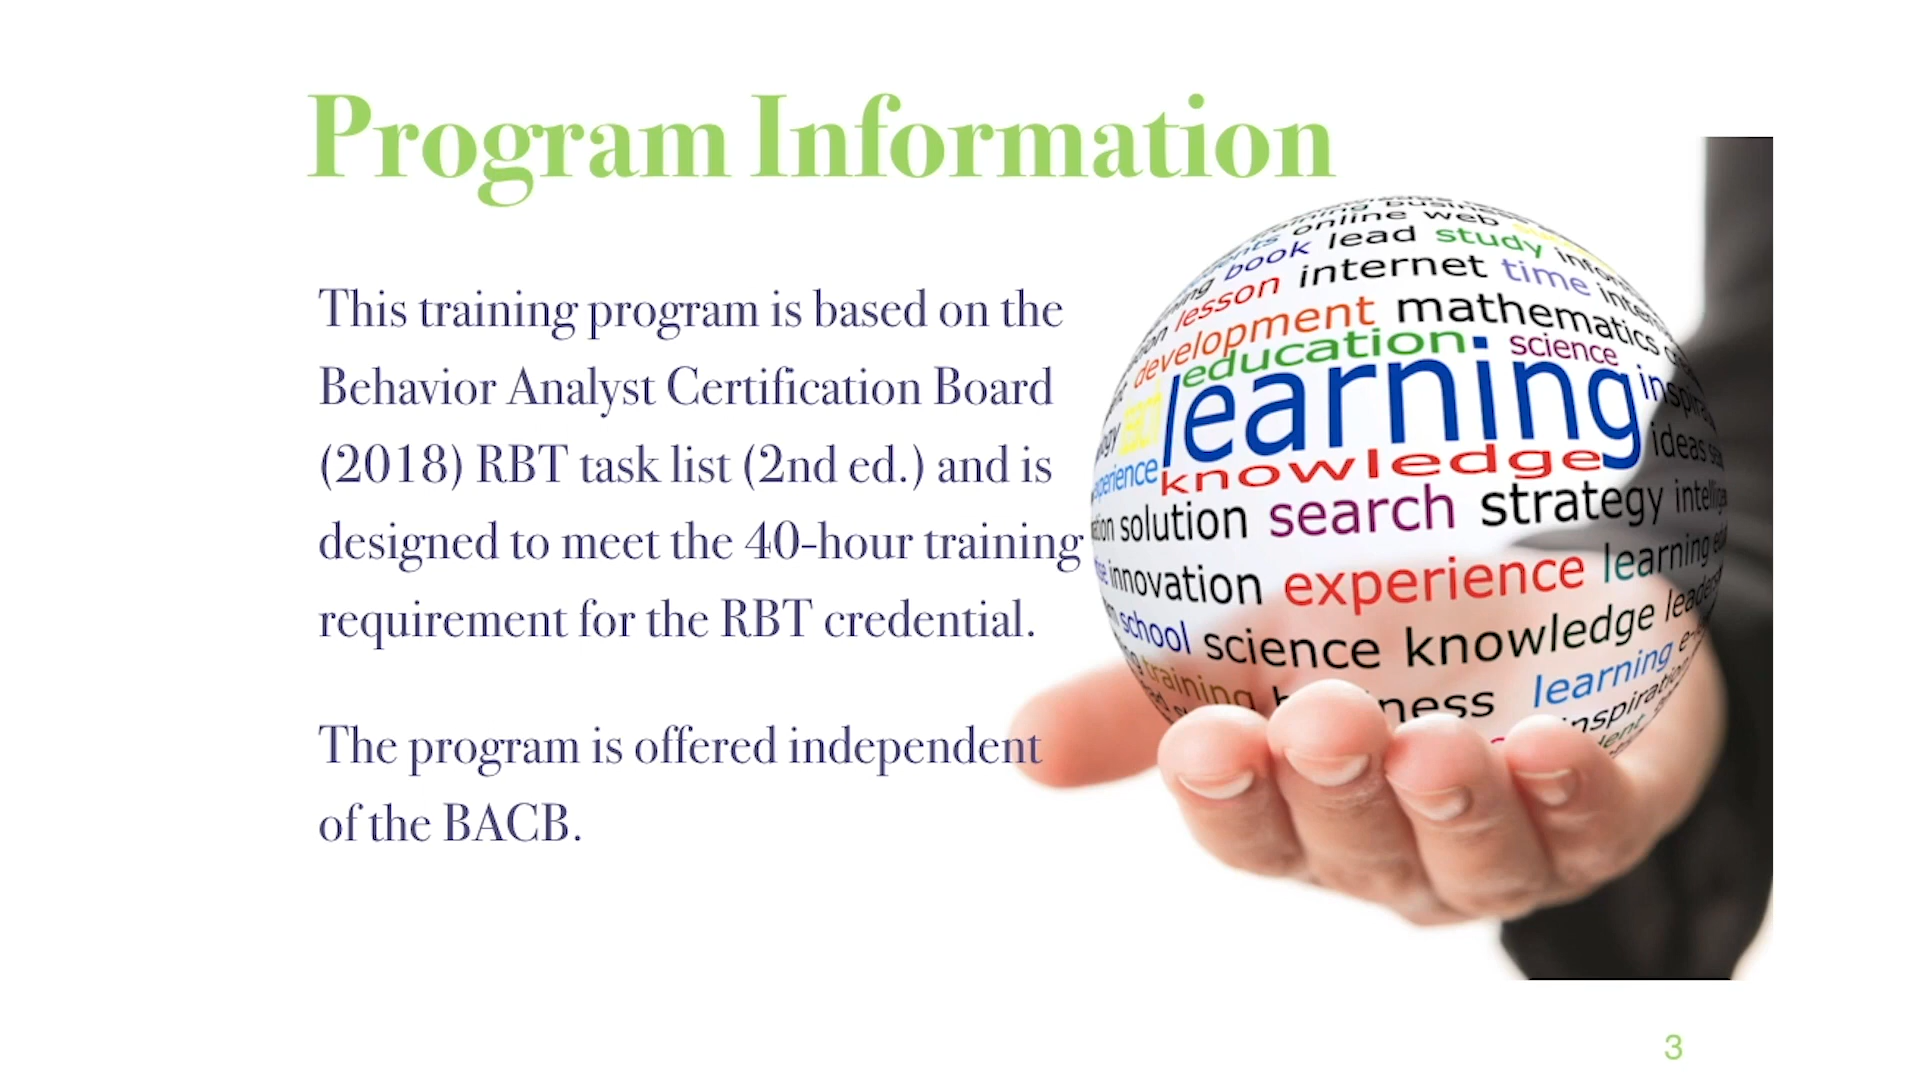 Program Information
This training program is based on the
Behavior Analyst Certification Board
(2018) RBT task list (2nd ed.) and is
designed to meet the 40-hour training
requirement for the RBT credential.
The program is offered independent
of the BACB.
online web
book lead study
lesson internet time
development mathematics
education science
learning
knowledge ideas
solution search strategy
innovation experience learning
school science knowledge
training learning
3